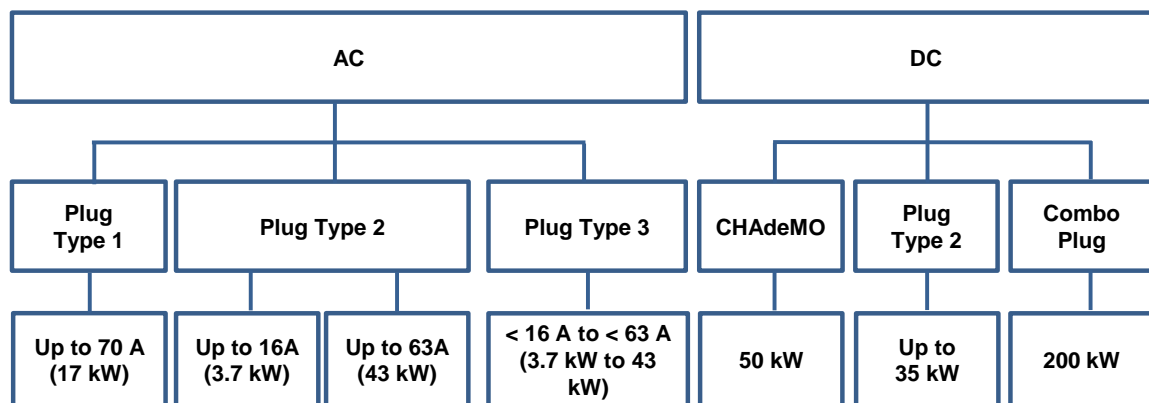 AC
DC
Plug
Type 1
Plug Type 2
Plug Type 3
CHAdeMO
Plug
Type 2
Combo
Plug
Up to 70 A
(17 kW)
Up to 16A
(3.7 kW)
Up to 63A
(43 kW)
< 16 A to < 63 A
(3.7 kW to 43
kW)
50 kW
Up to
35 kW
200 kW